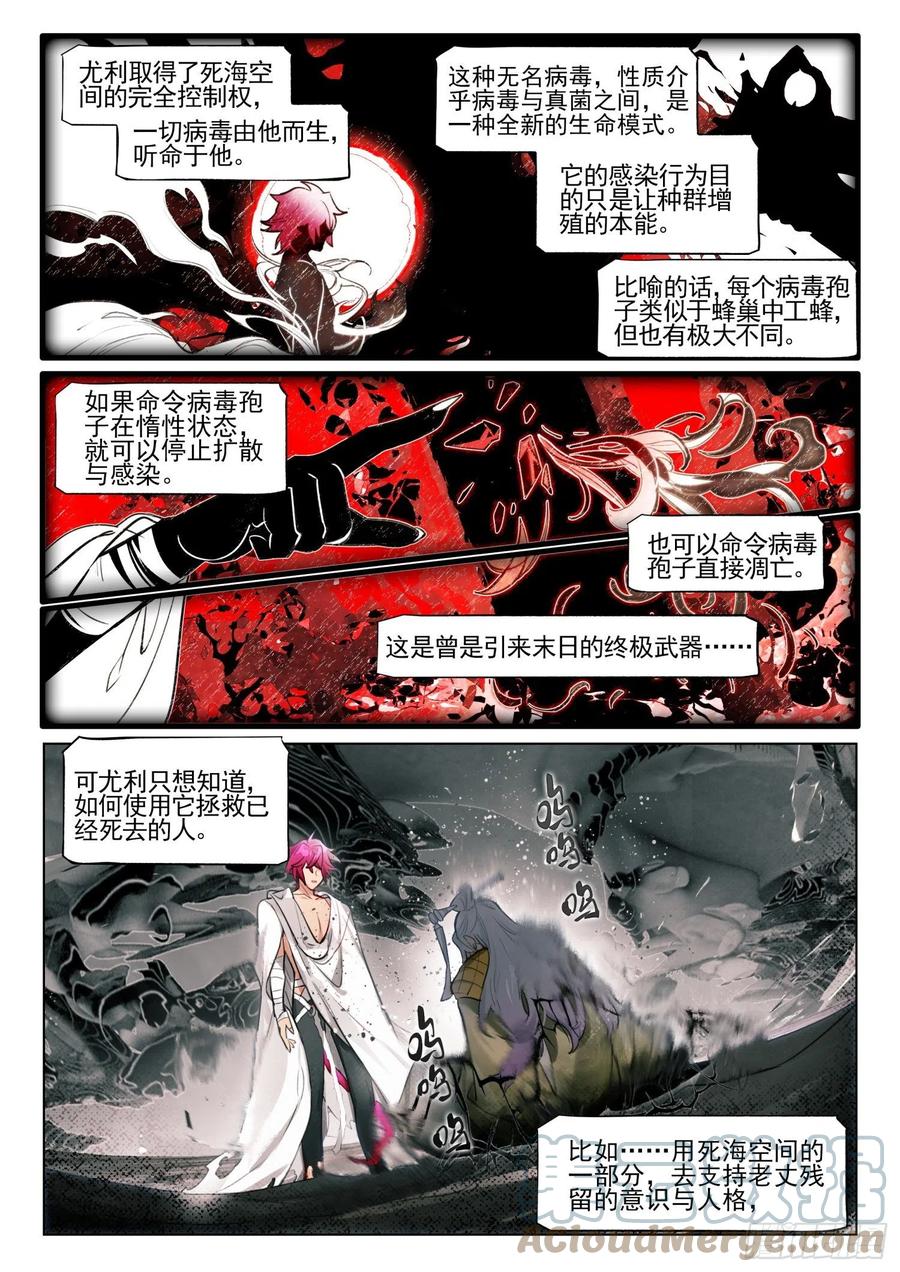 尤利取得了死海空
间的完全控制权，
一切病毒由他而生，
听命于他。
这种无名病毒，性质介
乎病毒与真菌之间，是
一种全新的生命模式。
它的感染行为目
的只是让种群增
殖的本能。
比喻的话，每个病毒孢
子类似于蜂巢中工蜂，
但也有极大不同。
如果命令病毒孢
子在惰性状态，
就可以停止扩散
与感染。
也可以命令病毒
孢子直接凋亡。
这是曾是引来末日的终极武器……
可尤利只想知道，
如何使用它拯救已
经死去的人。
呜
呜
呜
呜
呜
呜
比如……用死海空间的
一部分，去支持老丈残
留的意识与人格，
AcloudMerge.com